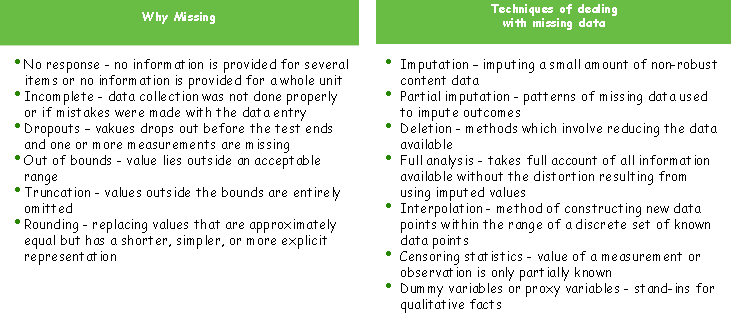 Why Missing
• No response - no information is provided for several
items or no information is provided for a whole unit
• Incomplete - data collection was not done properly
or if mistakes were made with the data entry
• Dropouts – vakues drops out before the test ends
and one or more measurements are missing
• Out of bounds - value lies outside an acceptable
range
• Truncation - values outside the bounds are entirely
omitted
• Rounding - replacing values that are approximately
equal but has a shorter, simpler, or more explicit
representation
Techniques of dealing
with missing data
• Imputation – imputing a small amount of non-robust
content data
• Partial imputation - patterns of missing data used
to impute outcomes
• Deletion - methods which involve reducing the data
available
• Full analysis - takes full account of all information
available without the distortion resulting from
using imputed values
• Interpolation - method of constructing new data
points within the range of a discrete set of known
data points
• Censoring statistics - value of a measurement or
observation is only partially known
• Dummy variables or proxy variables - stand-ins for
qualitative facts